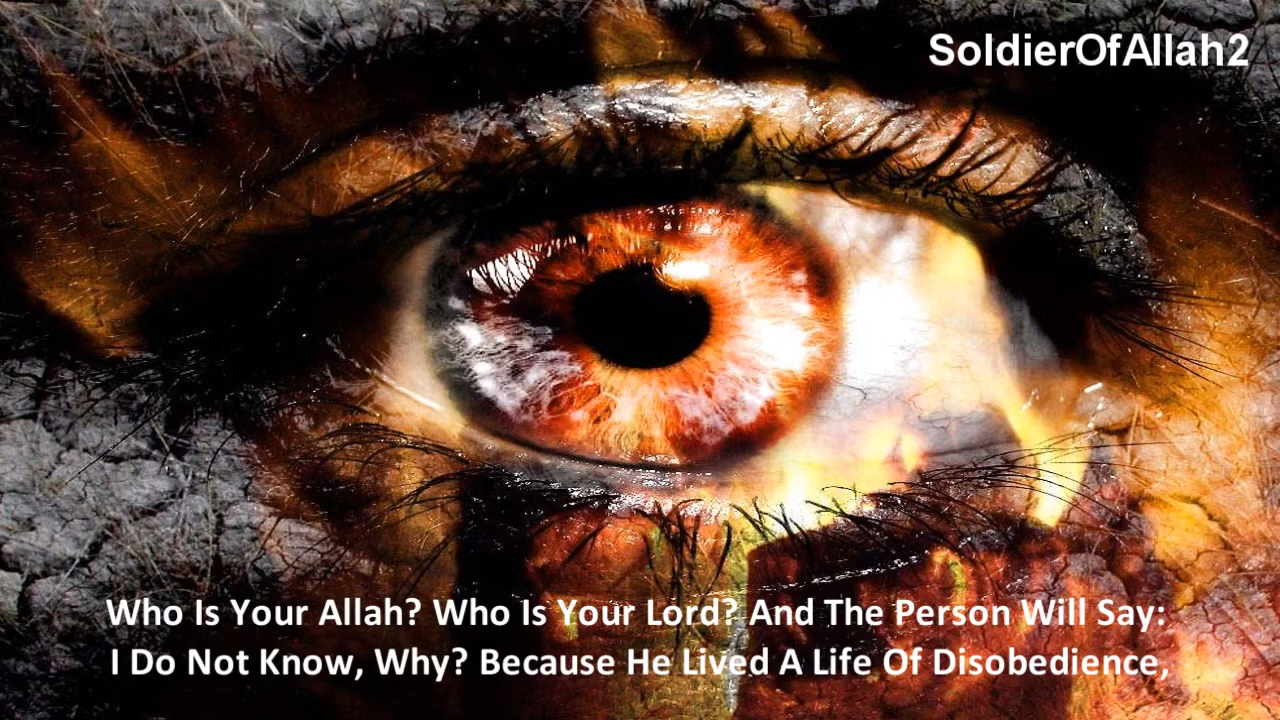 SoldierOfAllah2
Who Is Your Allah? Who Is Your Lord? And The Person Will Say:
I Do Not Know, Why? Because He Lived A Life Of Disobedience,